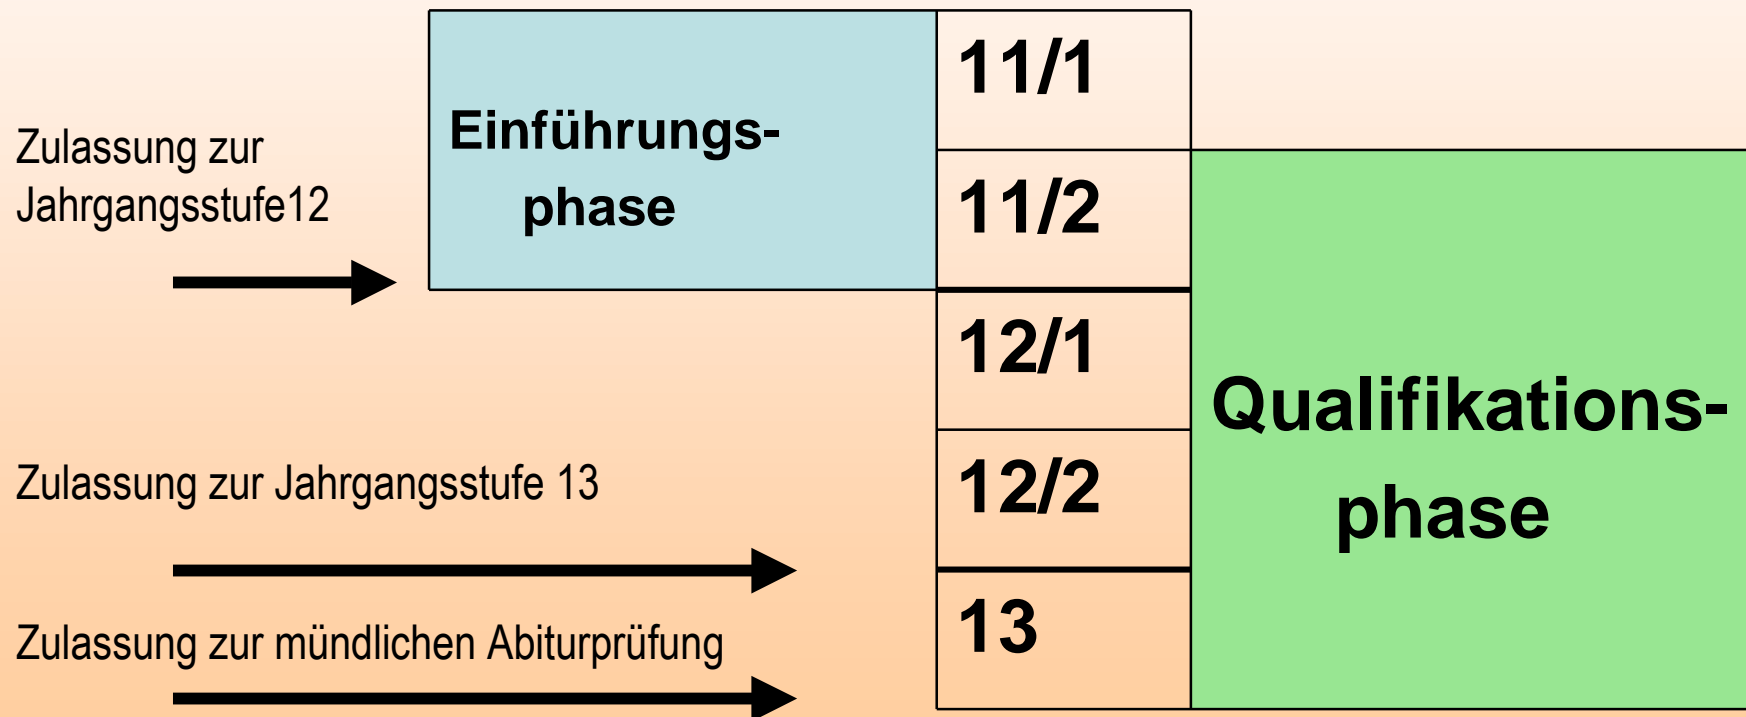 11/1
Einführungs-
phase
Zulassung zur
Jahrgangsstufe12
11/2
12/1
Qualifikations-
phase
Zulassung zur Jahrgangsstufe 13
12/2
13
Zulassung zur mündlichen Abiturprüfung